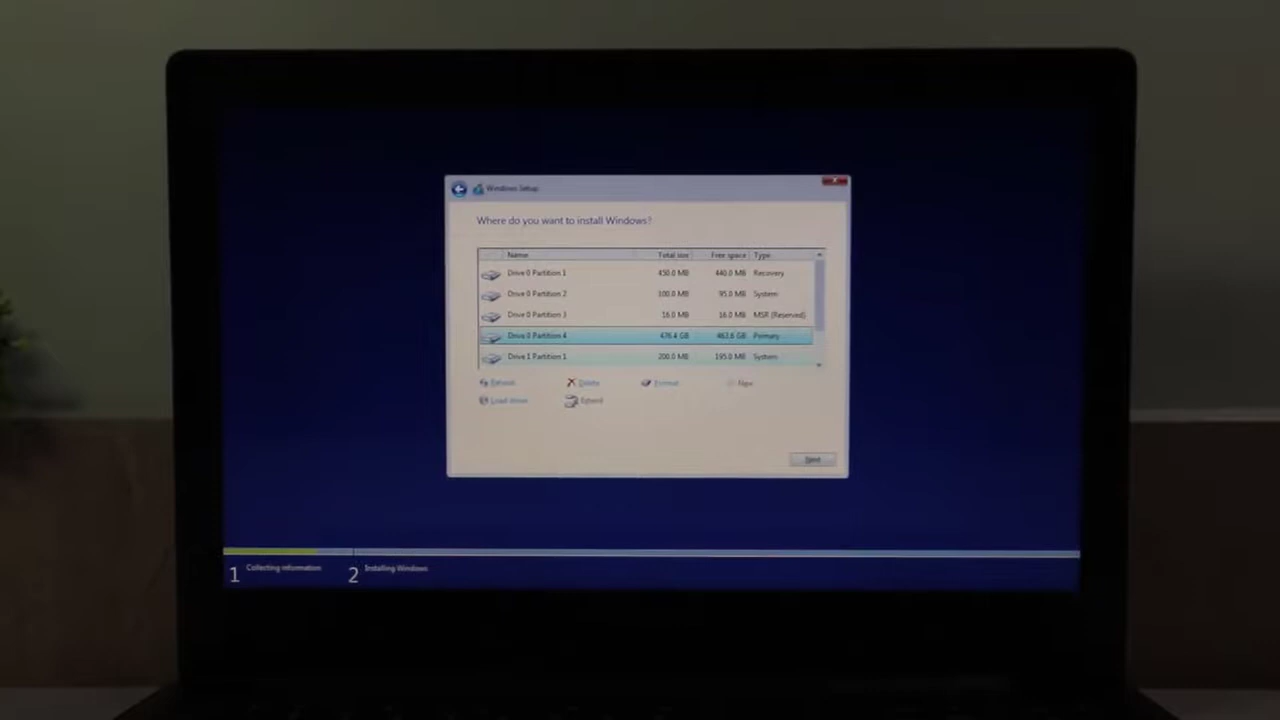 Windows Setup
Where do you want to install Windows?
Name Total size Free space Type
Drive 0 Partition 1 450.0 MB 440.0 MB Recovery
Drive 0 Partition 2 100.0 MB 95.0 MB System
Drive 0 Partition 3 16.0 MB 16.0 MB MSR (Reserved)
Drive 0 Partition 4 476.4 GB 463.6 GB Primary
Drive 1 Partition 1 200.0 MB 195.0 MB System
Refresh Delete Format New
Load driver Extend
Next
1 Collecting information 2 Installing Windows